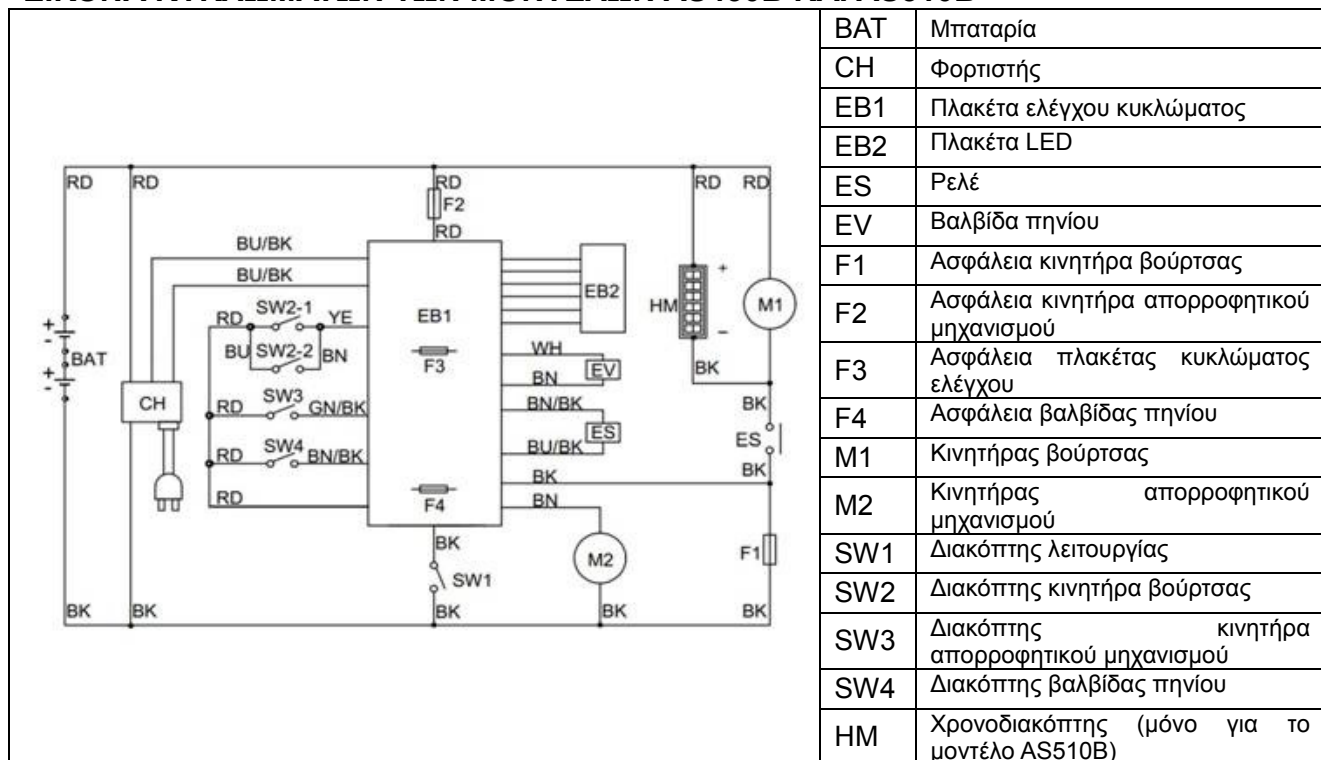 RD
RD
RD
F2
RD
RD
RD
BU/BK
BU/BK
SW2-1
RD
YE
BU
SW2-2
BN
SW3
RD
GN/BK
SW4
RD
BN/BK
RD
+
-
BAT
+
-
CH
EB1
F3
F4
EB2
WH
EV
BN
BN/BK
ES
BU/BK
BK
BN
HM
+
−
M1
BK
BK
ES
BK
F1
M2
BK
SW1
BK
BK
BK
BK
BK
BAT Μπαταρία
CH Φορτιστής
EB1 Πλακέτα ελέγχου κυκλώματος
EB2 Πλακέτα LED
ES Ρελέ
EV Βαλβίδα πηνίου
F1 Ασφάλεια κινητήρα βούρτσας
F2 Ασφάλεια κινητήρα απορροφητικού
μηχανισμού
F3 Ασφάλεια πλακέτας κυκλώματος
ελέγχου
F4 Ασφάλεια βαλβίδας πηνίου
M1 Κινητήρας βούρτσας
M2 Κινητήρας απορροφητικού
μηχανισμού
SW1 Διακόπτης λειτουργίας
SW2 Διακόπτης κινητήρα βούρτσας
SW3 Διακόπτης κινητήρα
απορροφητικού μηχανισμού
SW4 Διακόπτης βαλβίδας πηνίου
HM Χρονοδιακόπτης (μόνο για το
μοντέλο AS510B)